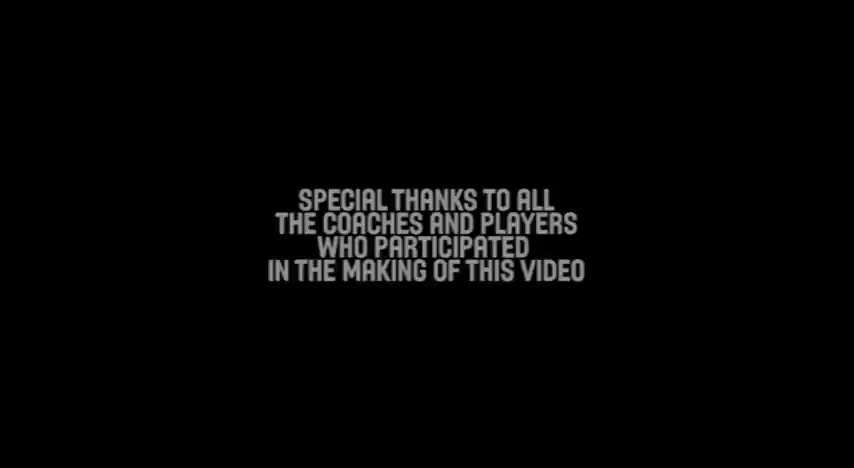 SPECIAL THANKS TO ALL
THE COACHES AND PLAYERS
WHO PARTICIPATED
IN THE MAKING OF THIS VIDEO